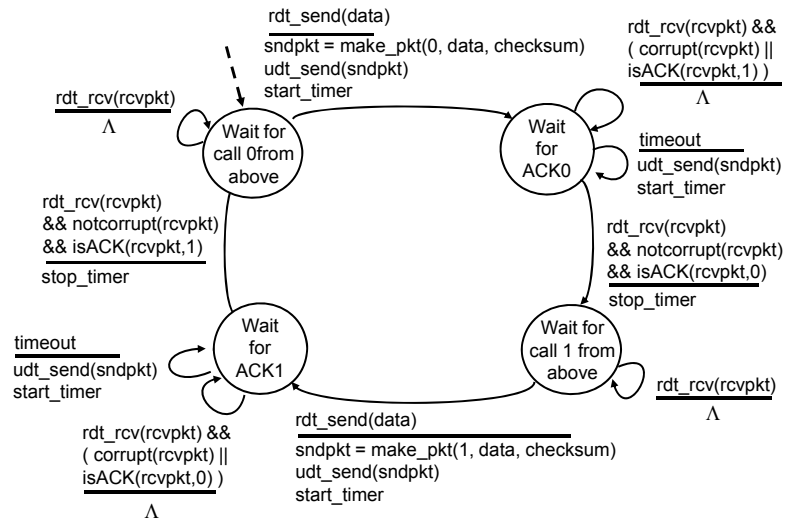 rdt_send(data)
sndpkt = make_pkt(0, data, checksum)
udt_send(sndpkt)
start_timer
rdt_rcv(rcvpkt) &&
( corrupt(rcvpkt) ||
isACK(rcvpkt,1) )
Λ
rdt_rcv(rcvpkt)
Λ
Wait for
call 0from
above
Wait
for
ACK0
timeout
udt_send(sndpkt)
start_timer
rdt_rcv(rcvpkt)
&& notcorrupt(rcvpkt)
&& isACK(rcvpkt,1)
stop_timer
rdt_rcv(rcvpkt)
&& notcorrupt(rcvpkt)
&& isACK(rcvpkt,0)
stop_timer
Wait
for
ACK1
Wait for
call 1 from
above
timeout
udt_send(sndpkt)
start_timer
rdt_rcv(rcvpkt)
Λ
rdt_rcv(rcvpkt) &&
( corrupt(rcvpkt) ||
isACK(rcvpkt,0) )
Λ
rdt_send(data)
sndpkt = make_pkt(1, data, checksum)
udt_send(sndpkt)
start_timer